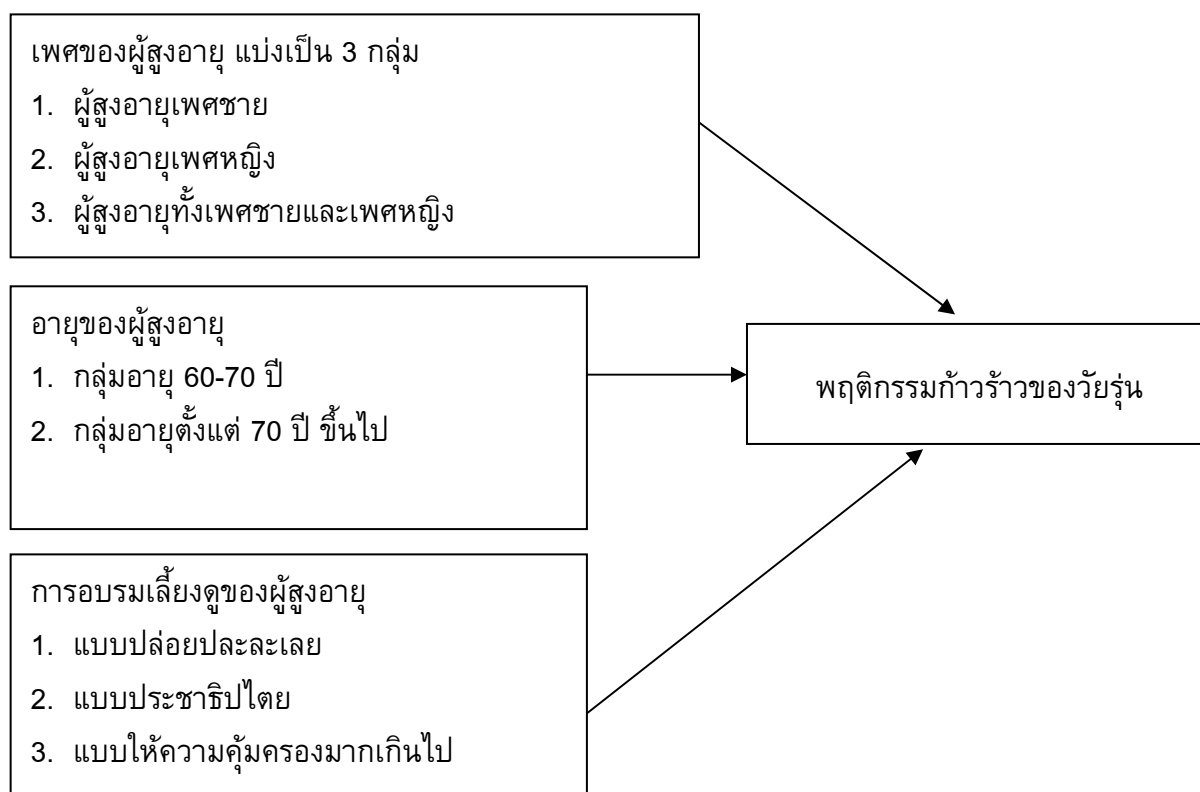 เพศของผู้สูงอายุ แบ่งเป็น 3 กลุ่ม
1. ผู้สูงอายุเพศชาย
2. ผู้สูงอายุเพศหญิง
3. ผู้สูงอายุทั้งเพศชายและเพศหญิง
อายุของผู้สูงอายุ
1. กลุ่มอายุ 60-70 ปี
2. กลุ่มอายุตั้งแต่ 70 ปี ขึ้นไป
การอบรมเลี้ยงดูของผู้สูงอายุ
1. แบบปล่อยปละละเลย
2. แบบประชาธิปไตย
3. แบบให้ความคุ้มครองมากเกินไป
พฤติกรรมก้าวร้าวของวัยรุ่น